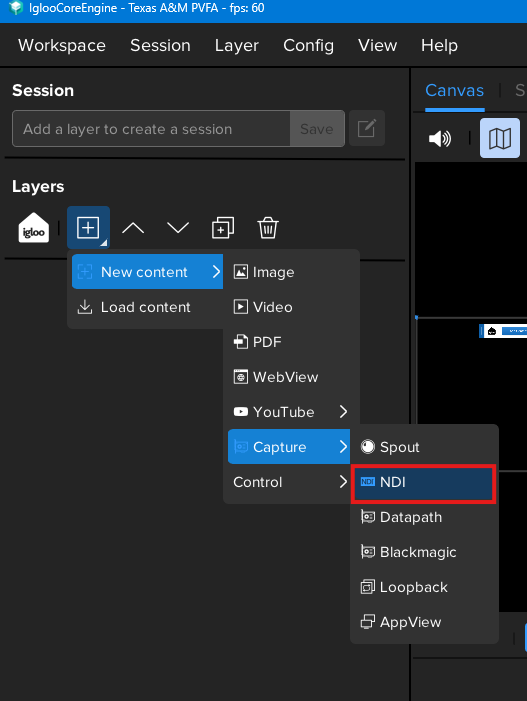 IglooCoreEngine - Texas A&M PVFA - fps: 60
Workspace Session Layer Config View Help
Session
Canvas S
Add a layer to create a session Save
Layers
igloo
New content
Load content
Image
Video
PDF
WebView
YouTube
Capture
Control
Spout
NDI NDI
Datapath
Blackmagic
Loopback
AppView